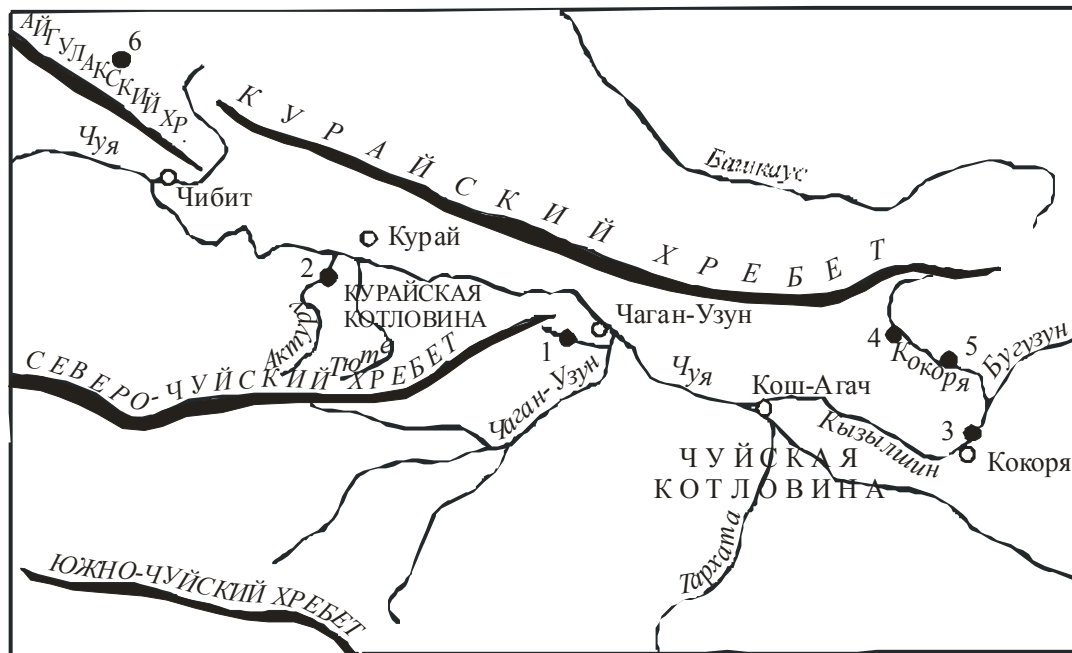 АЙГУЛАКСКИЙ ХР.
6
КУРАЙСКИЙ ХРЕБЕТ
Чуя
Башкаус
Чибит
Курай
2
КУРАЙСКАЯ
КОТЛОВИНА
Актуру
Тюте
Чаган-Узун
1
4
5
Кокоря
Бугузун
СЕВЕРО-ЧУЙСКИЙ ХРЕБЕТ
Чаган-Узун
Чуя
Кош-Агач
Кызылшин
3
Кокоря
ЧУЙСКАЯ
КОТЛОВИНА
Тархата
ЮЖНО-ЧУЙСКИЙ ХРЕБЕТ